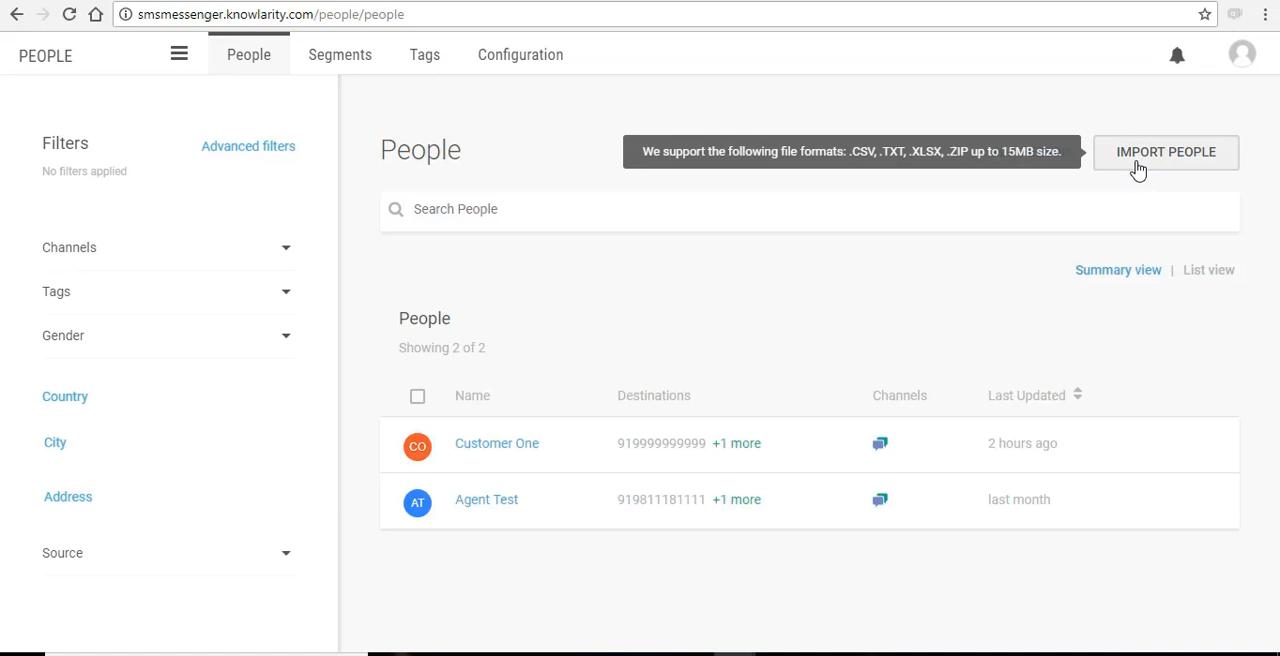 smsmessenger.knowlarity.com/people/people
PEOPLE
People
Segments
Tags
Configuration
Filters
Advanced filters
No filters applied
Channels
Tags
Gender
Country
City
Address
Source
People
We support the following file formats: .CSV, .TXT, .XLSX, .ZIP up to 15MB size.
IMPORT PEOPLE
Search People
Summary view | List view
People
Showing 2 of 2
Name Destinations Channels Last Updated
CO Customer One 919999999999 +1 more 2 hours ago
AT Agent Test 919811181111 +1 more last month